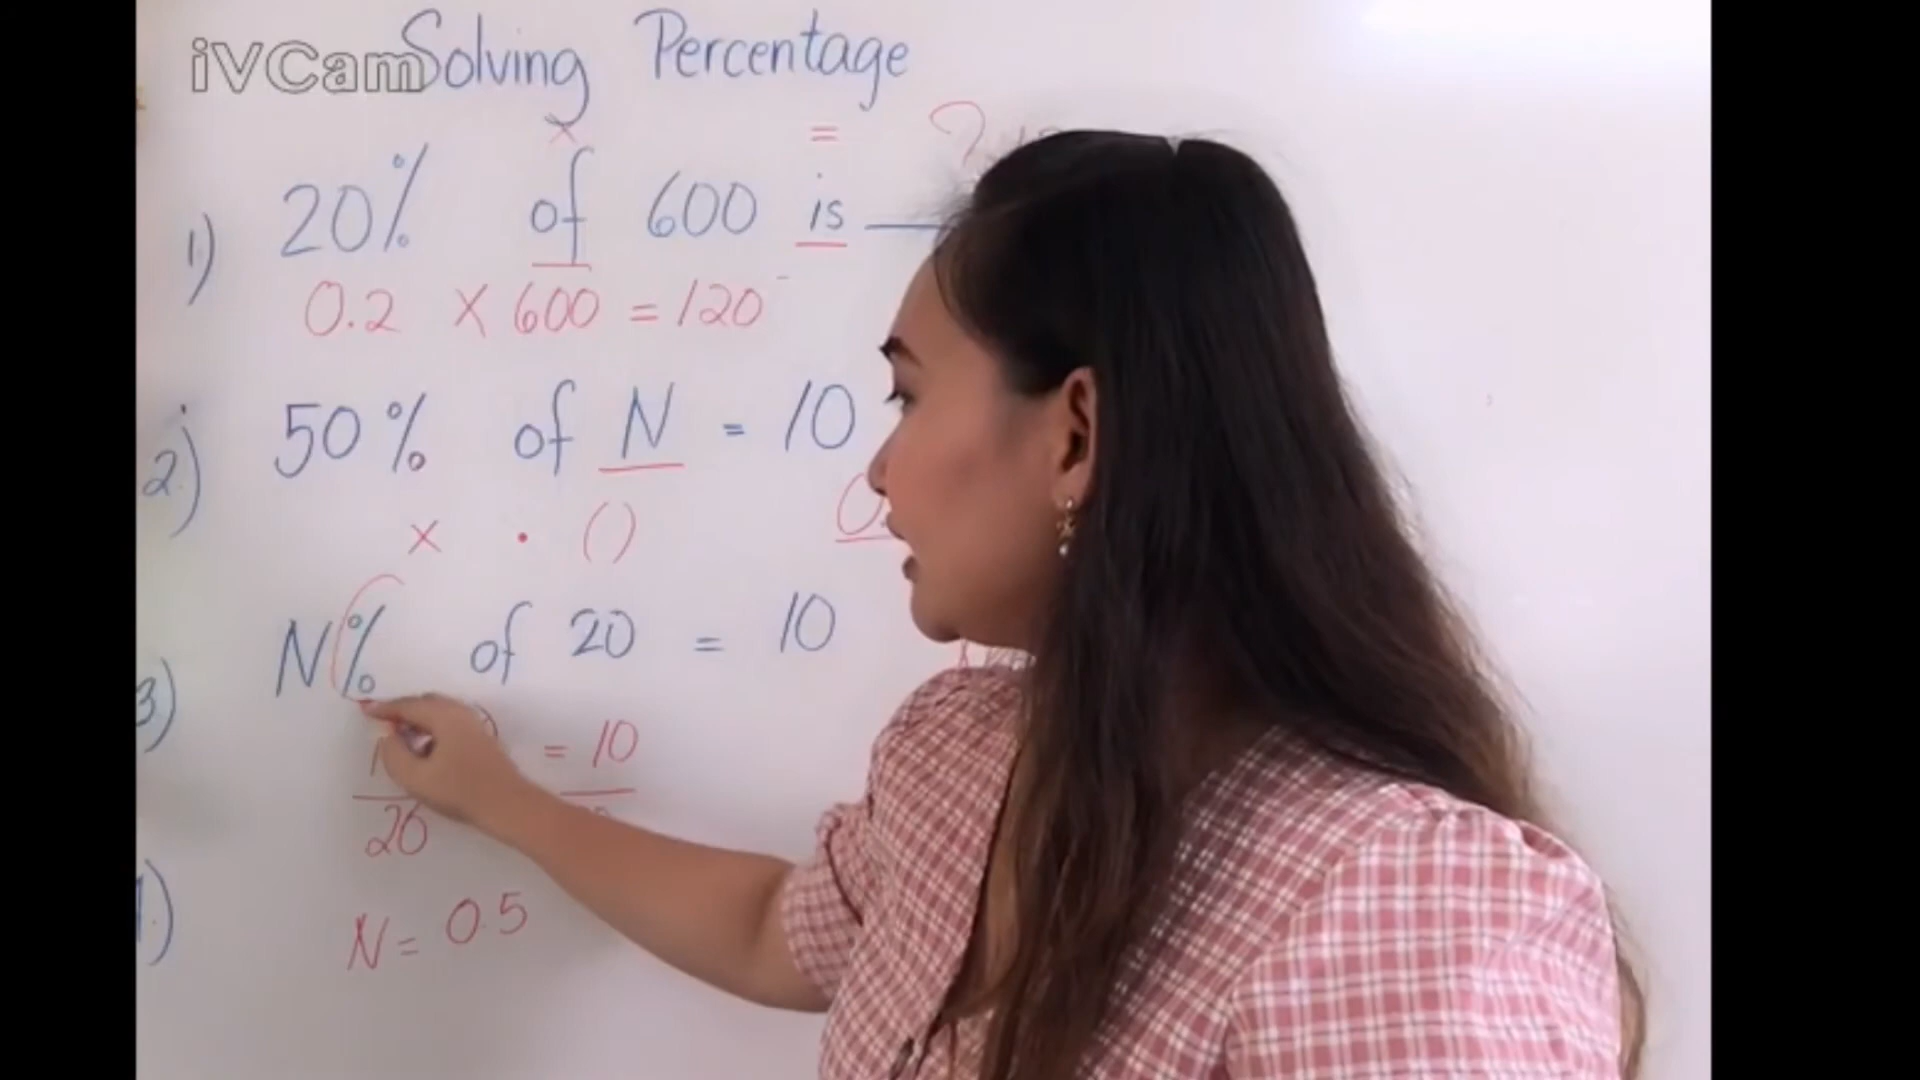 iVCam
Solving Percentage
× = ?
1) 20% of 600 is
0.2 × 600 = 120
2) 50% of N = 10
× · ()
3) N% of 20 = 10
= 10
20
N = 0.5